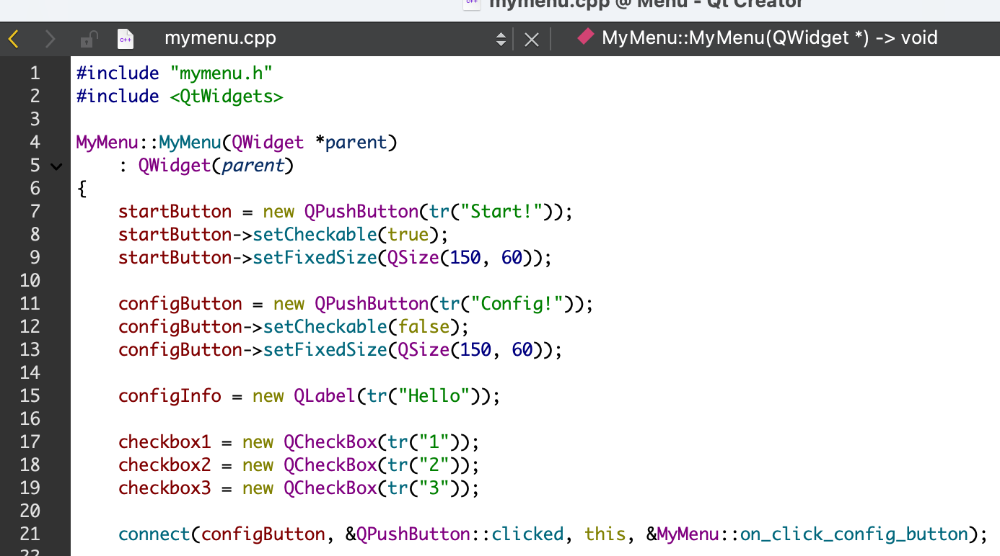 mymenu.cpp @ Menu - Qt Creator
mymenu.cpp MyMenu::MyMenu(QWidget *) -> void
1 #include "mymenu.h"
2 #include <QtWidgets>
3
4 MyMenu::MyMenu(QWidget *parent)
5     : QWidget(parent)
6 {
7     startButton = new QPushButton(tr("Start!"));
8     startButton->setCheckable(true);
9     startButton->setFixedSize(QSize(150, 60));
10
11     configButton = new QPushButton(tr("Config!"));
12     configButton->setCheckable(false);
13     configButton->setFixedSize(QSize(150, 60));
14
15     configInfo = new QLabel(tr("Hello"));
16
17     checkbox1 = new QCheckBox(tr("1"));
18     checkbox2 = new QCheckBox(tr("2"));
19     checkbox3 = new QCheckBox(tr("3"));
20
21     connect(configButton, &QPushButton::clicked, this, &MyMenu::on_click_config_button);
22